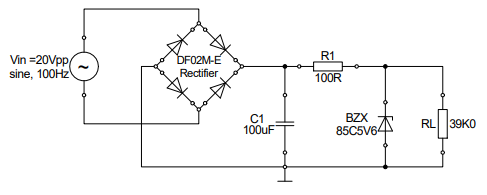 Vin =20Vpp
sine, 100Hz
~
DF02M-E
Rectifier
R1
100R
C1
100uF
BZX
85C5V6
RL
39K0